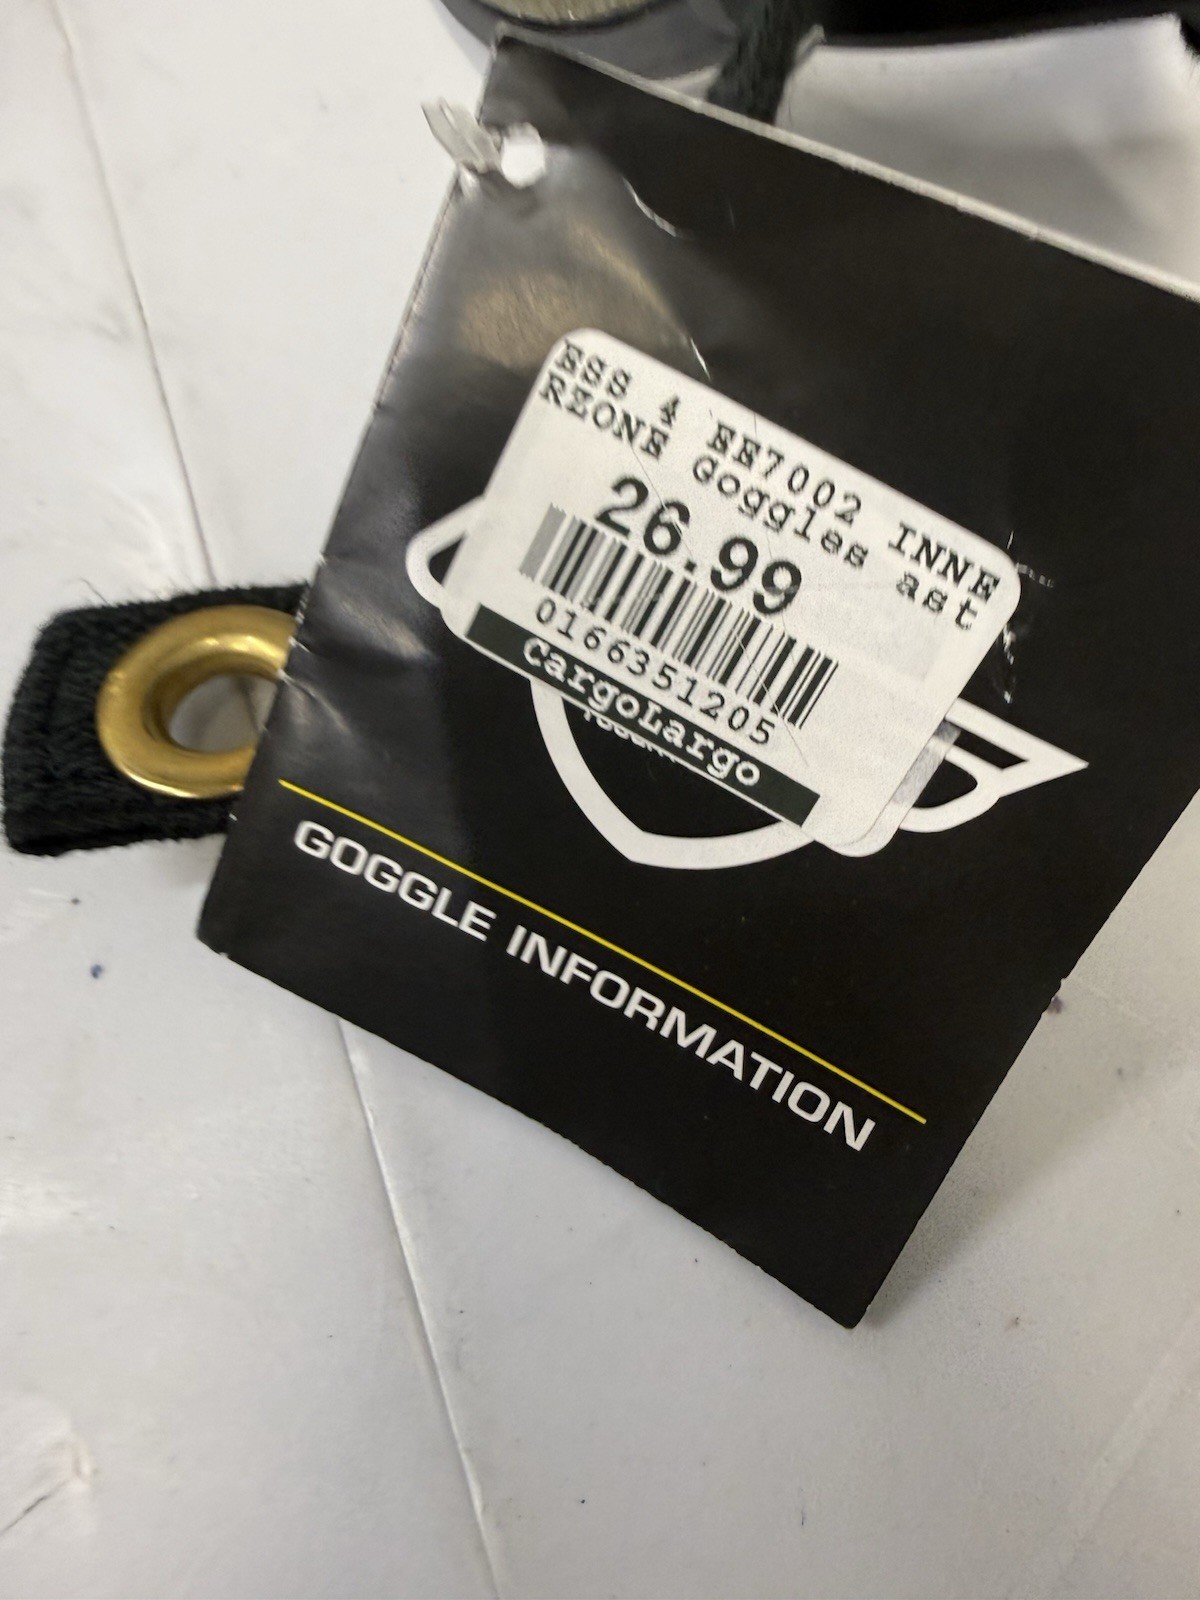 ESS 4 EE7002 INNE
RZONE Goggles ast
26.99
0166351205
CargoLargo
GOGGLE INFORMATION